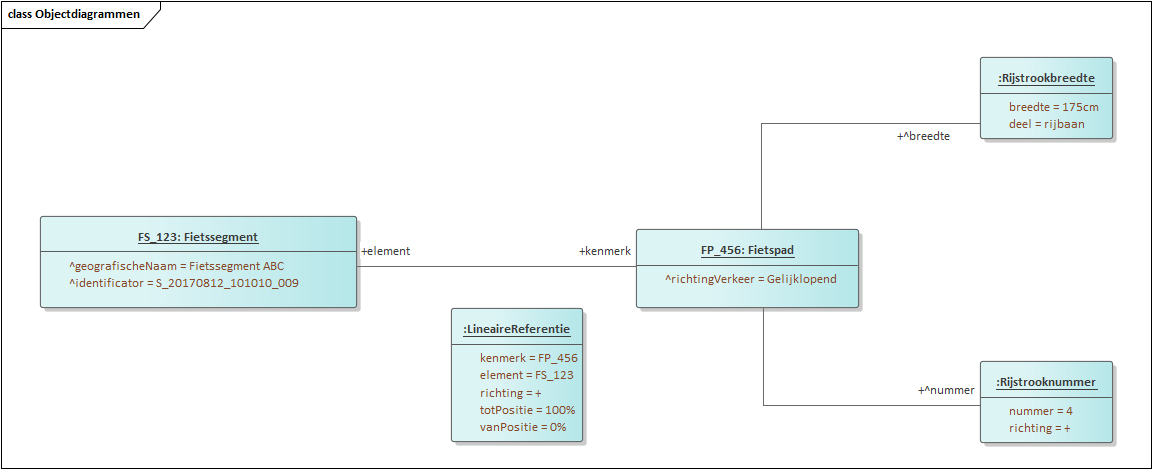 class Objectdiagrammen
:Rijstrookbreedte
breedte = 175cm
deel = rijbaan
+^breedte
FS_123: Fietssegment
^geografischeNaam = Fietssegment ABC
^identificator = S_20170812_101010_009
+element
+kenmerk
FP_456: Fietspad
^richtingVerkeer = Gelijklopend
:LineaireReferentie
kenmerk = FP_456
element = FS_123
richting = +
totPositie = 100%
vanPositie = 0%
+^nummer
:Rijstrooknummer
nummer = 4
richting = +